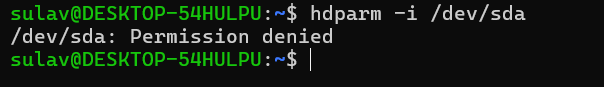 sulav@DESKTOP-54HULPU:~$ hdparm -i /dev/sda
/dev/sda: Permission denied
sulav@DESKTOP-54HULPU:~$